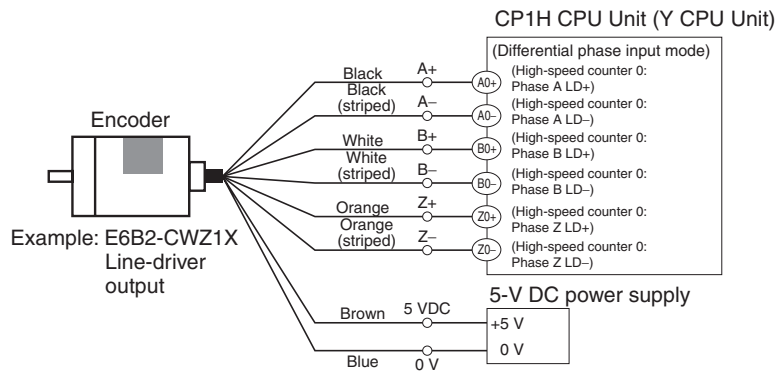 CP1H CPU Unit (Y CPU Unit)
(Differential phase input mode)
Black A+ A0+ (High-speed counter 0:
Phase A LD+)
Black
(striped) A− A0− (High-speed counter 0:
Phase A LD−)
Encoder
White B+ B0+ (High-speed counter 0:
Phase B LD+)
White
(striped) B− B0− (High-speed counter 0:
Phase B LD−)
Orange Z+ Z0+ (High-speed counter 0:
Phase Z LD+)
Orange
(striped) Z− Z0− (High-speed counter 0:
Phase Z LD−)
Example: E6B2-CWZ1X
Line-driver
output
5-V DC power supply
Brown 5 VDC +5 V
Blue 0 V 0 V